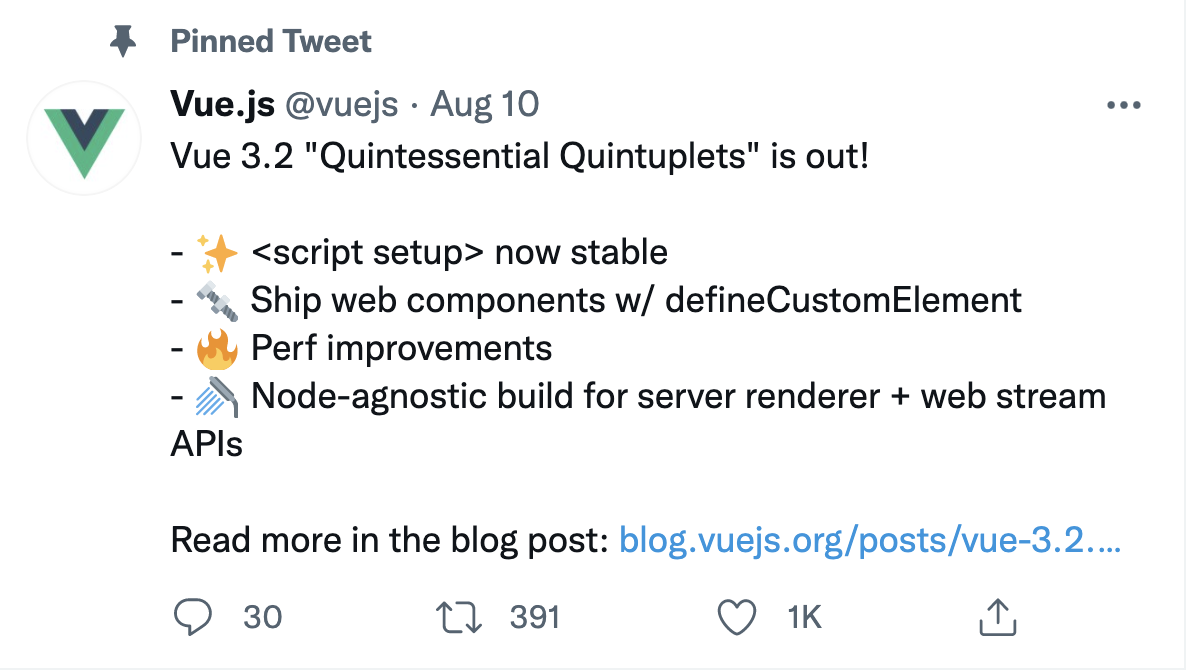 Pinned Tweet
Vue.js @vuejs · Aug 10
Vue 3.2 "Quintessential Quintuplets" is out!
- ✨ <script setup> now stable
- 🔩 Ship web components w/ defineCustomElement
- 🔥 Perf improvements
- 🚿 Node-agnostic build for server renderer + web stream
APIs
Read more in the blog post: blog.vuejs.org/posts/vue-3.2.…
30 391 1K